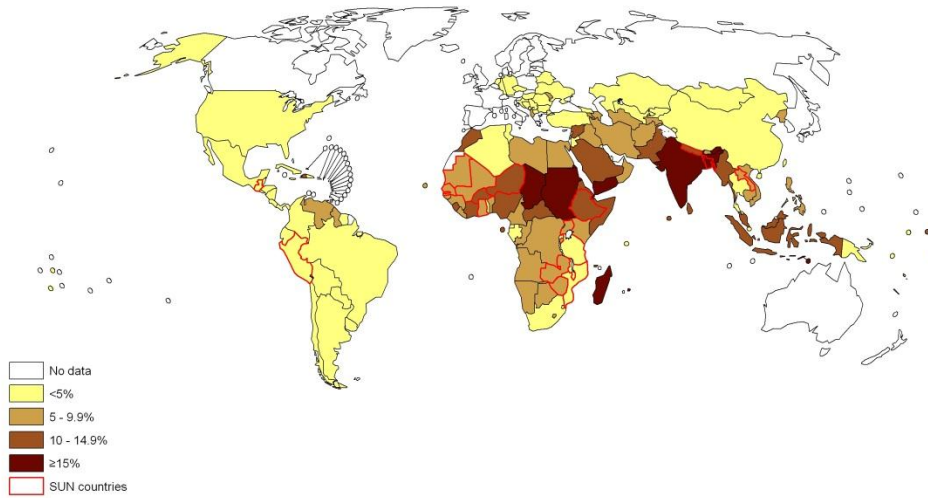 No data
<5%
5 - 9.9%
10 - 14.9%
≥15%
SUN countries